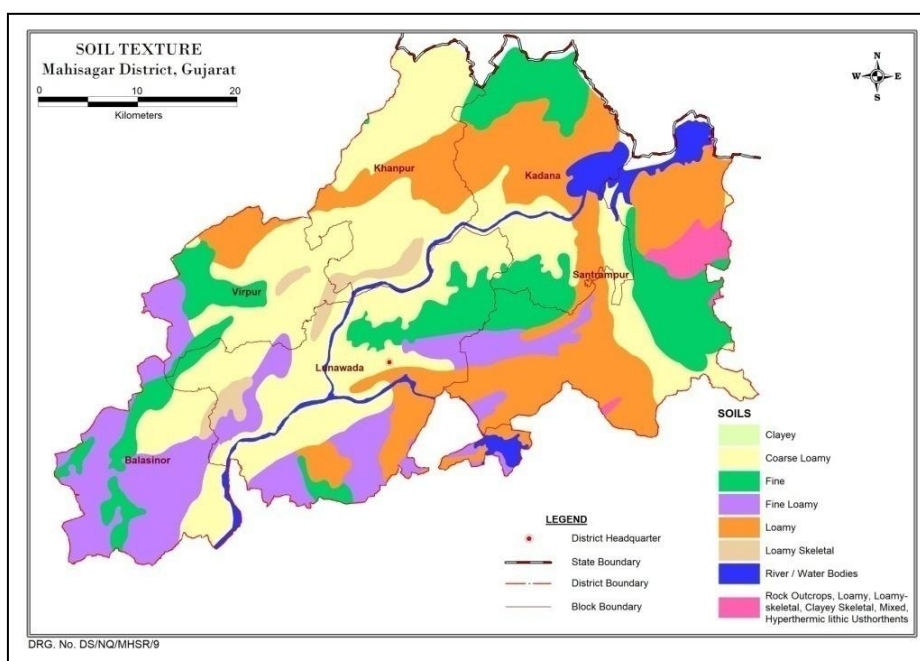 SOIL TEXTURE
Mahisagar District, Gujarat
0 10 20
Kilometers
N
W E
S
Khanpur
Kadana
Virpur
Santrampur
Lunawada
Balasinor
SOILS
Clayey
Coarse Loamy
Fine
Fine Loamy
Loamy
Loamy Skeletal
River / Water Bodies
Rock Outcrops, Loamy, Loamy-
skeletal, Clayey Skeletal, Mixed,
Hyperthermic lithic Usthorthents
LEGEND
District Headquarter
State Boundary
District Boundary
Block Boundary
DRG. No. DS/NQ/MHSR/9